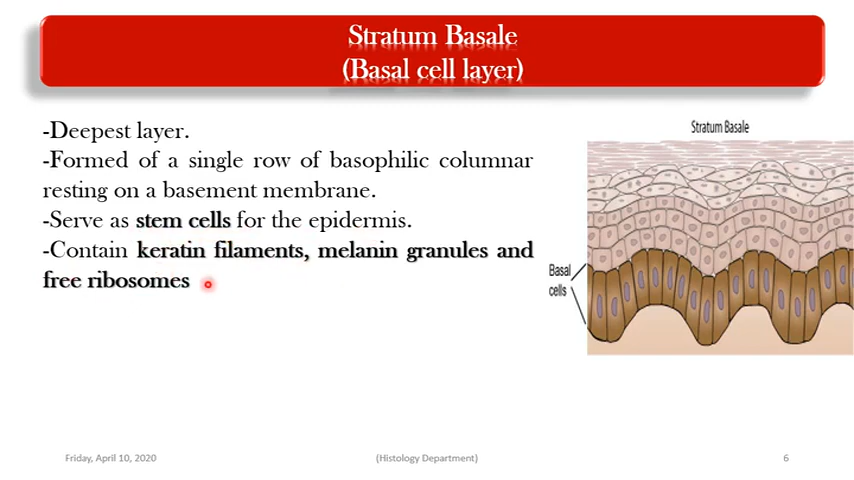 Stratum Basale
(Basal cell layer)
-Deepest layer.
-Formed of a single row of basophilic columnar
resting on a basement membrane.
-Serve as stem cells for the epidermis.
-Contain keratin filaments, melanin granules and
free ribosomes
Stratum Basale
Basal
cells
Friday, April 10, 2020
(Histology Department)
6